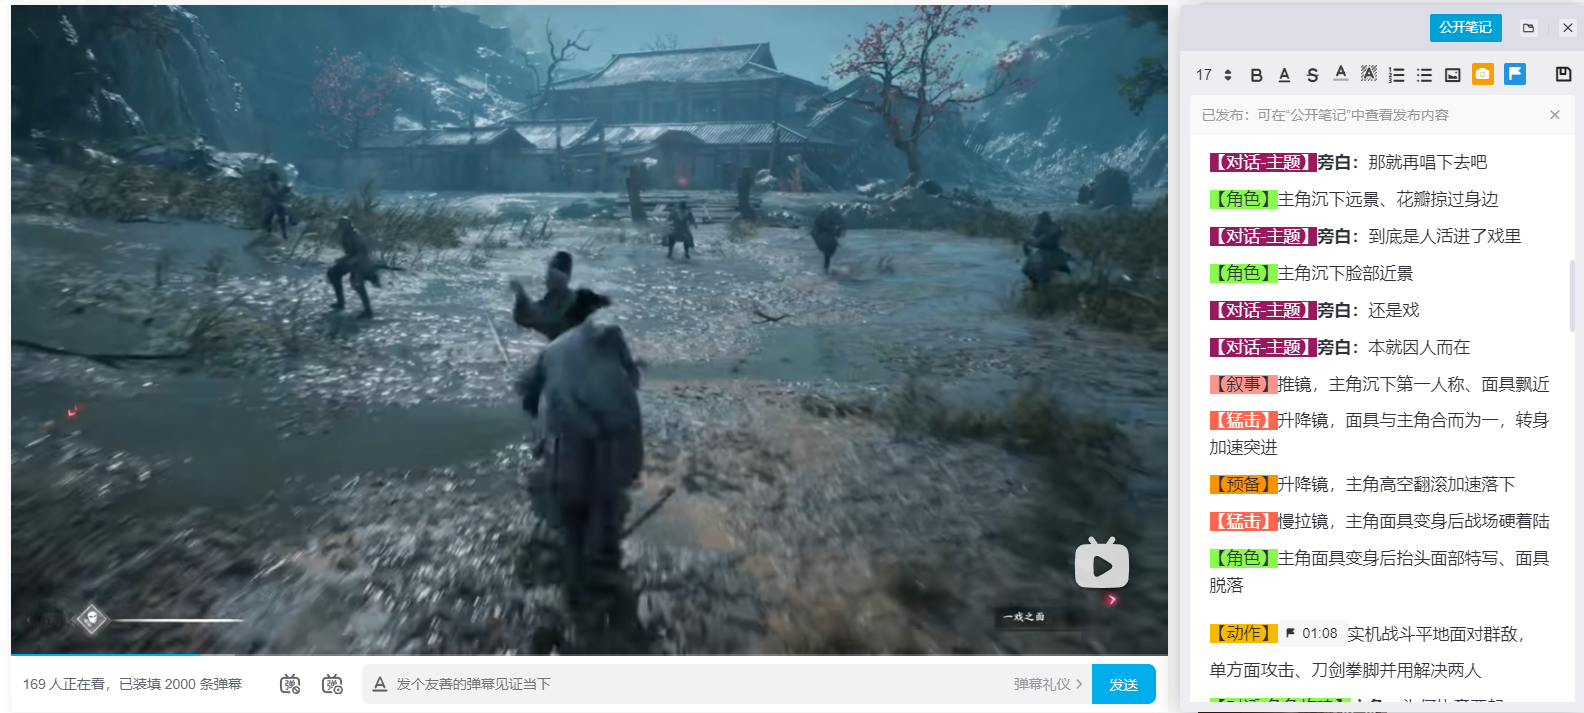 公开笔记
17
B A S A
已发布：可在“公开笔记”中查看发布内容
【对话-主题】旁白：那就再唱下去吧
【角色】主角沉下远景、花瓣掠过身边
【对话-主题】旁白：到底是人活进了戏里
【角色】主角沉下脸部近景
【对话-主题】旁白：还是戏
【对话-主题】旁白：本就因人而在
【叙事】推镜，主角沉下第一人称、面具飘近
【猛击】升降镜，面具与主角合而为一，转身
加速突进
【预备】升降镜，主角高空翻滚加速落下
【猛击】慢拉镜，主角面具变身后战场硬着陆
【角色】主角面具变身后抬头面部特写、面具
脱落
【动作】 01:08 实机战斗平地面对群敌，
单方面攻击、刀剑拳脚并用解决两人
一戏之面
169 人正在看，已装填 2000 条弹幕
弹
弹
A 发个友善的弹幕见证当下
弹幕礼仪 >
发送